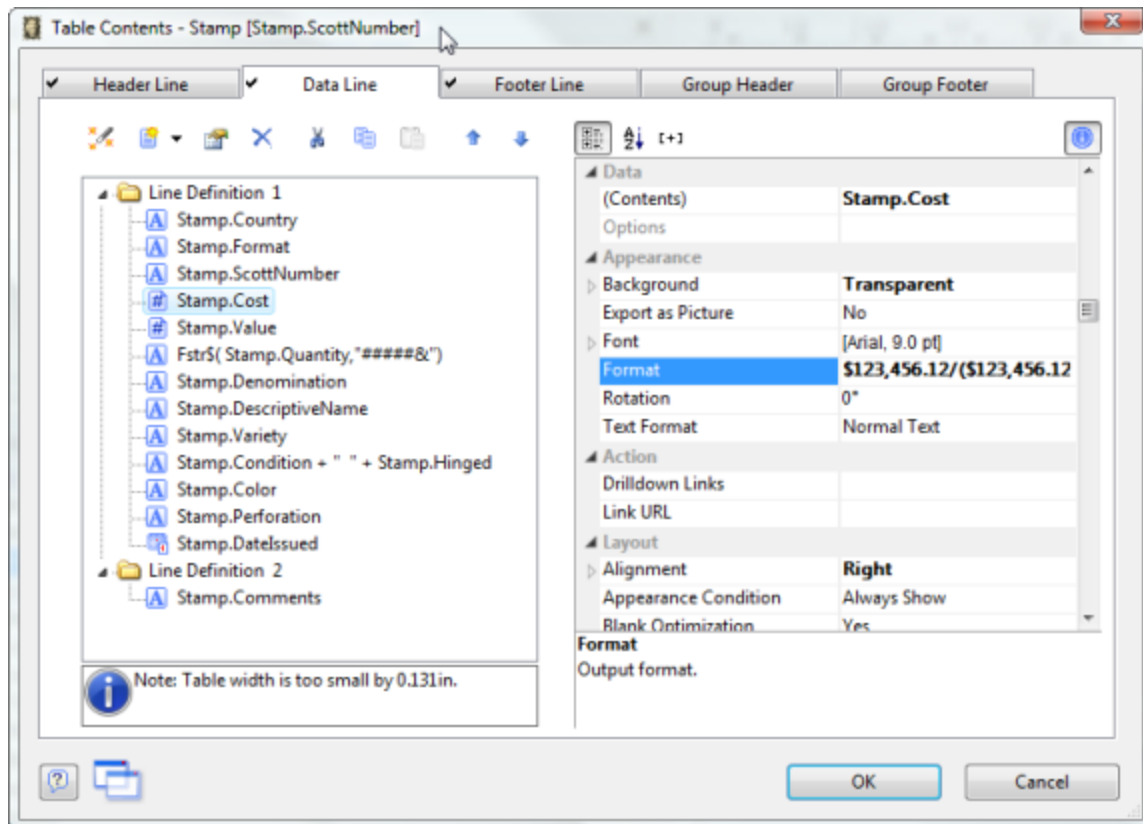 Table Contents - Stamp [Stamp.ScottNumber]
Header Line
Data Line
Footer Line
Group Header
Group Footer
[+]
Line Definition 1
Stamp.Country
Stamp.Format
Stamp.ScottNumber
Stamp.Cost
Stamp.Value
Fstr$( Stamp.Quantity,"#####&")
Stamp.Denomination
Stamp.DescriptiveName
Stamp.Variety
Stamp.Condition + " " + Stamp.Hinged
Stamp.Color
Stamp.Perforation
Stamp.DateIssued
Line Definition 2
Stamp.Comments
Note: Table width is too small by 0.131in.
Data
(Contents) Stamp.Cost
Options
Appearance
Background Transparent
Export as Picture No
Font [Arial, 9.0 pt]
Format $123,456.12/($123,456.12
Rotation 0°
Text Format Normal Text
Action
Drilldown Links
Link URL
Layout
Alignment Right
Appearance Condition Always Show
Blank Optimization Yes
Format
Output format.
OK
Cancel